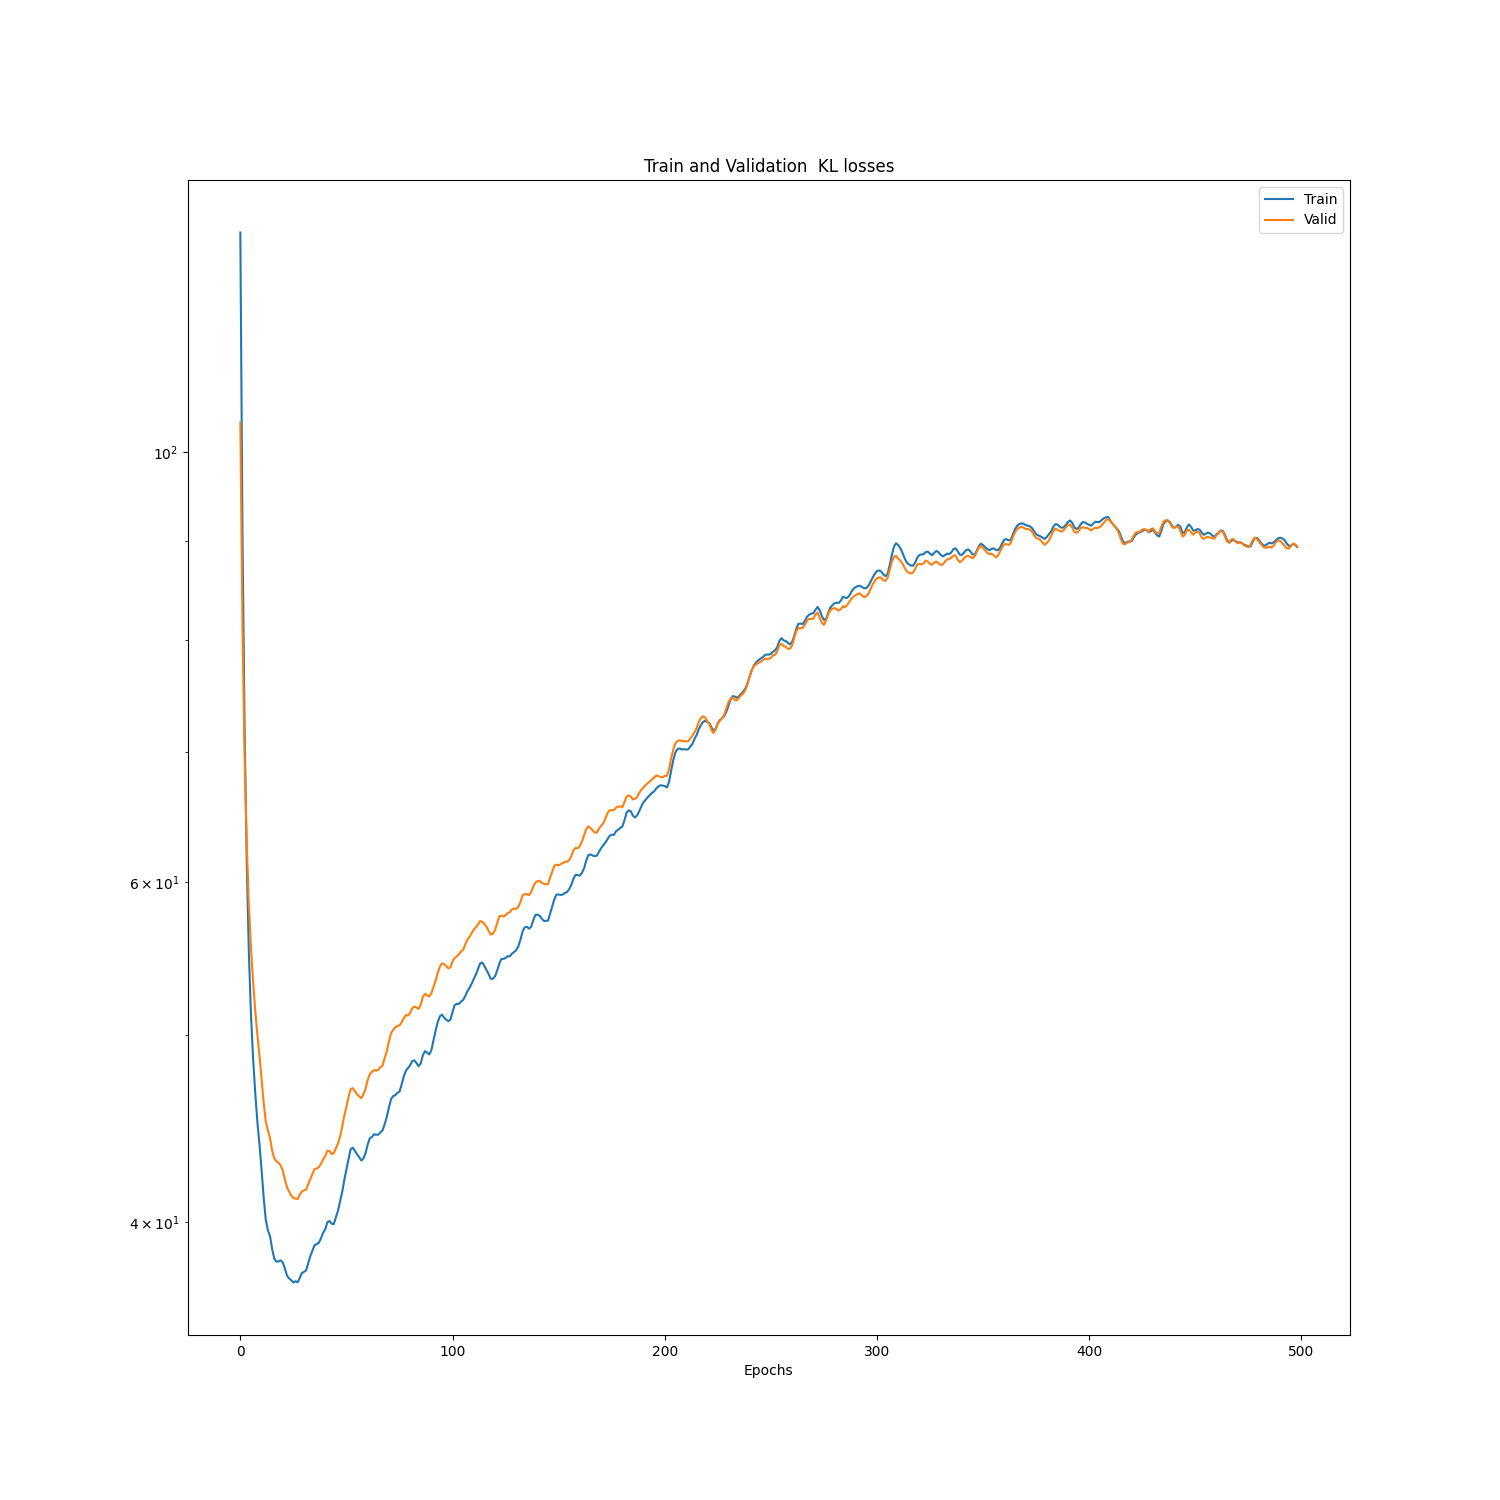 Train and Validation  KL losses
Train
Valid
10²
6 × 10¹
4 × 10¹
0 100 200 300 400 500
Epochs